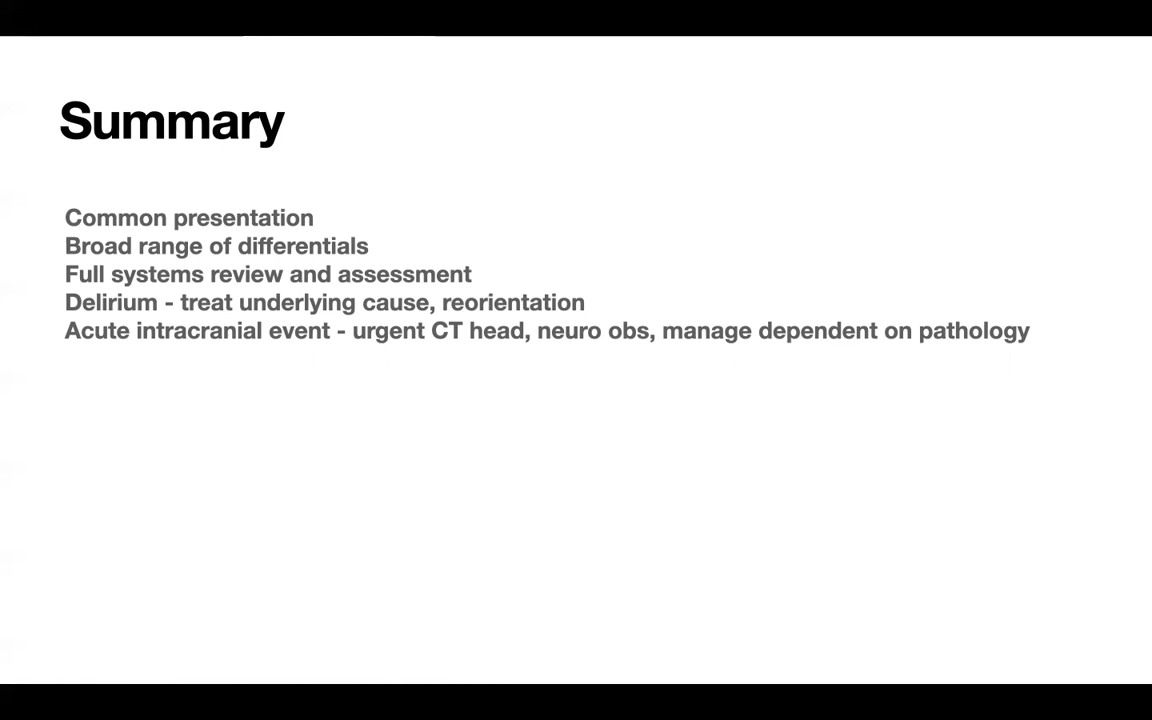 Summary
Common presentation
Broad range of differentials
Full systems review and assessment
Delirium - treat underlying cause, reorientation
Acute intracranial event - urgent CT head, neuro obs, manage dependent on pathology